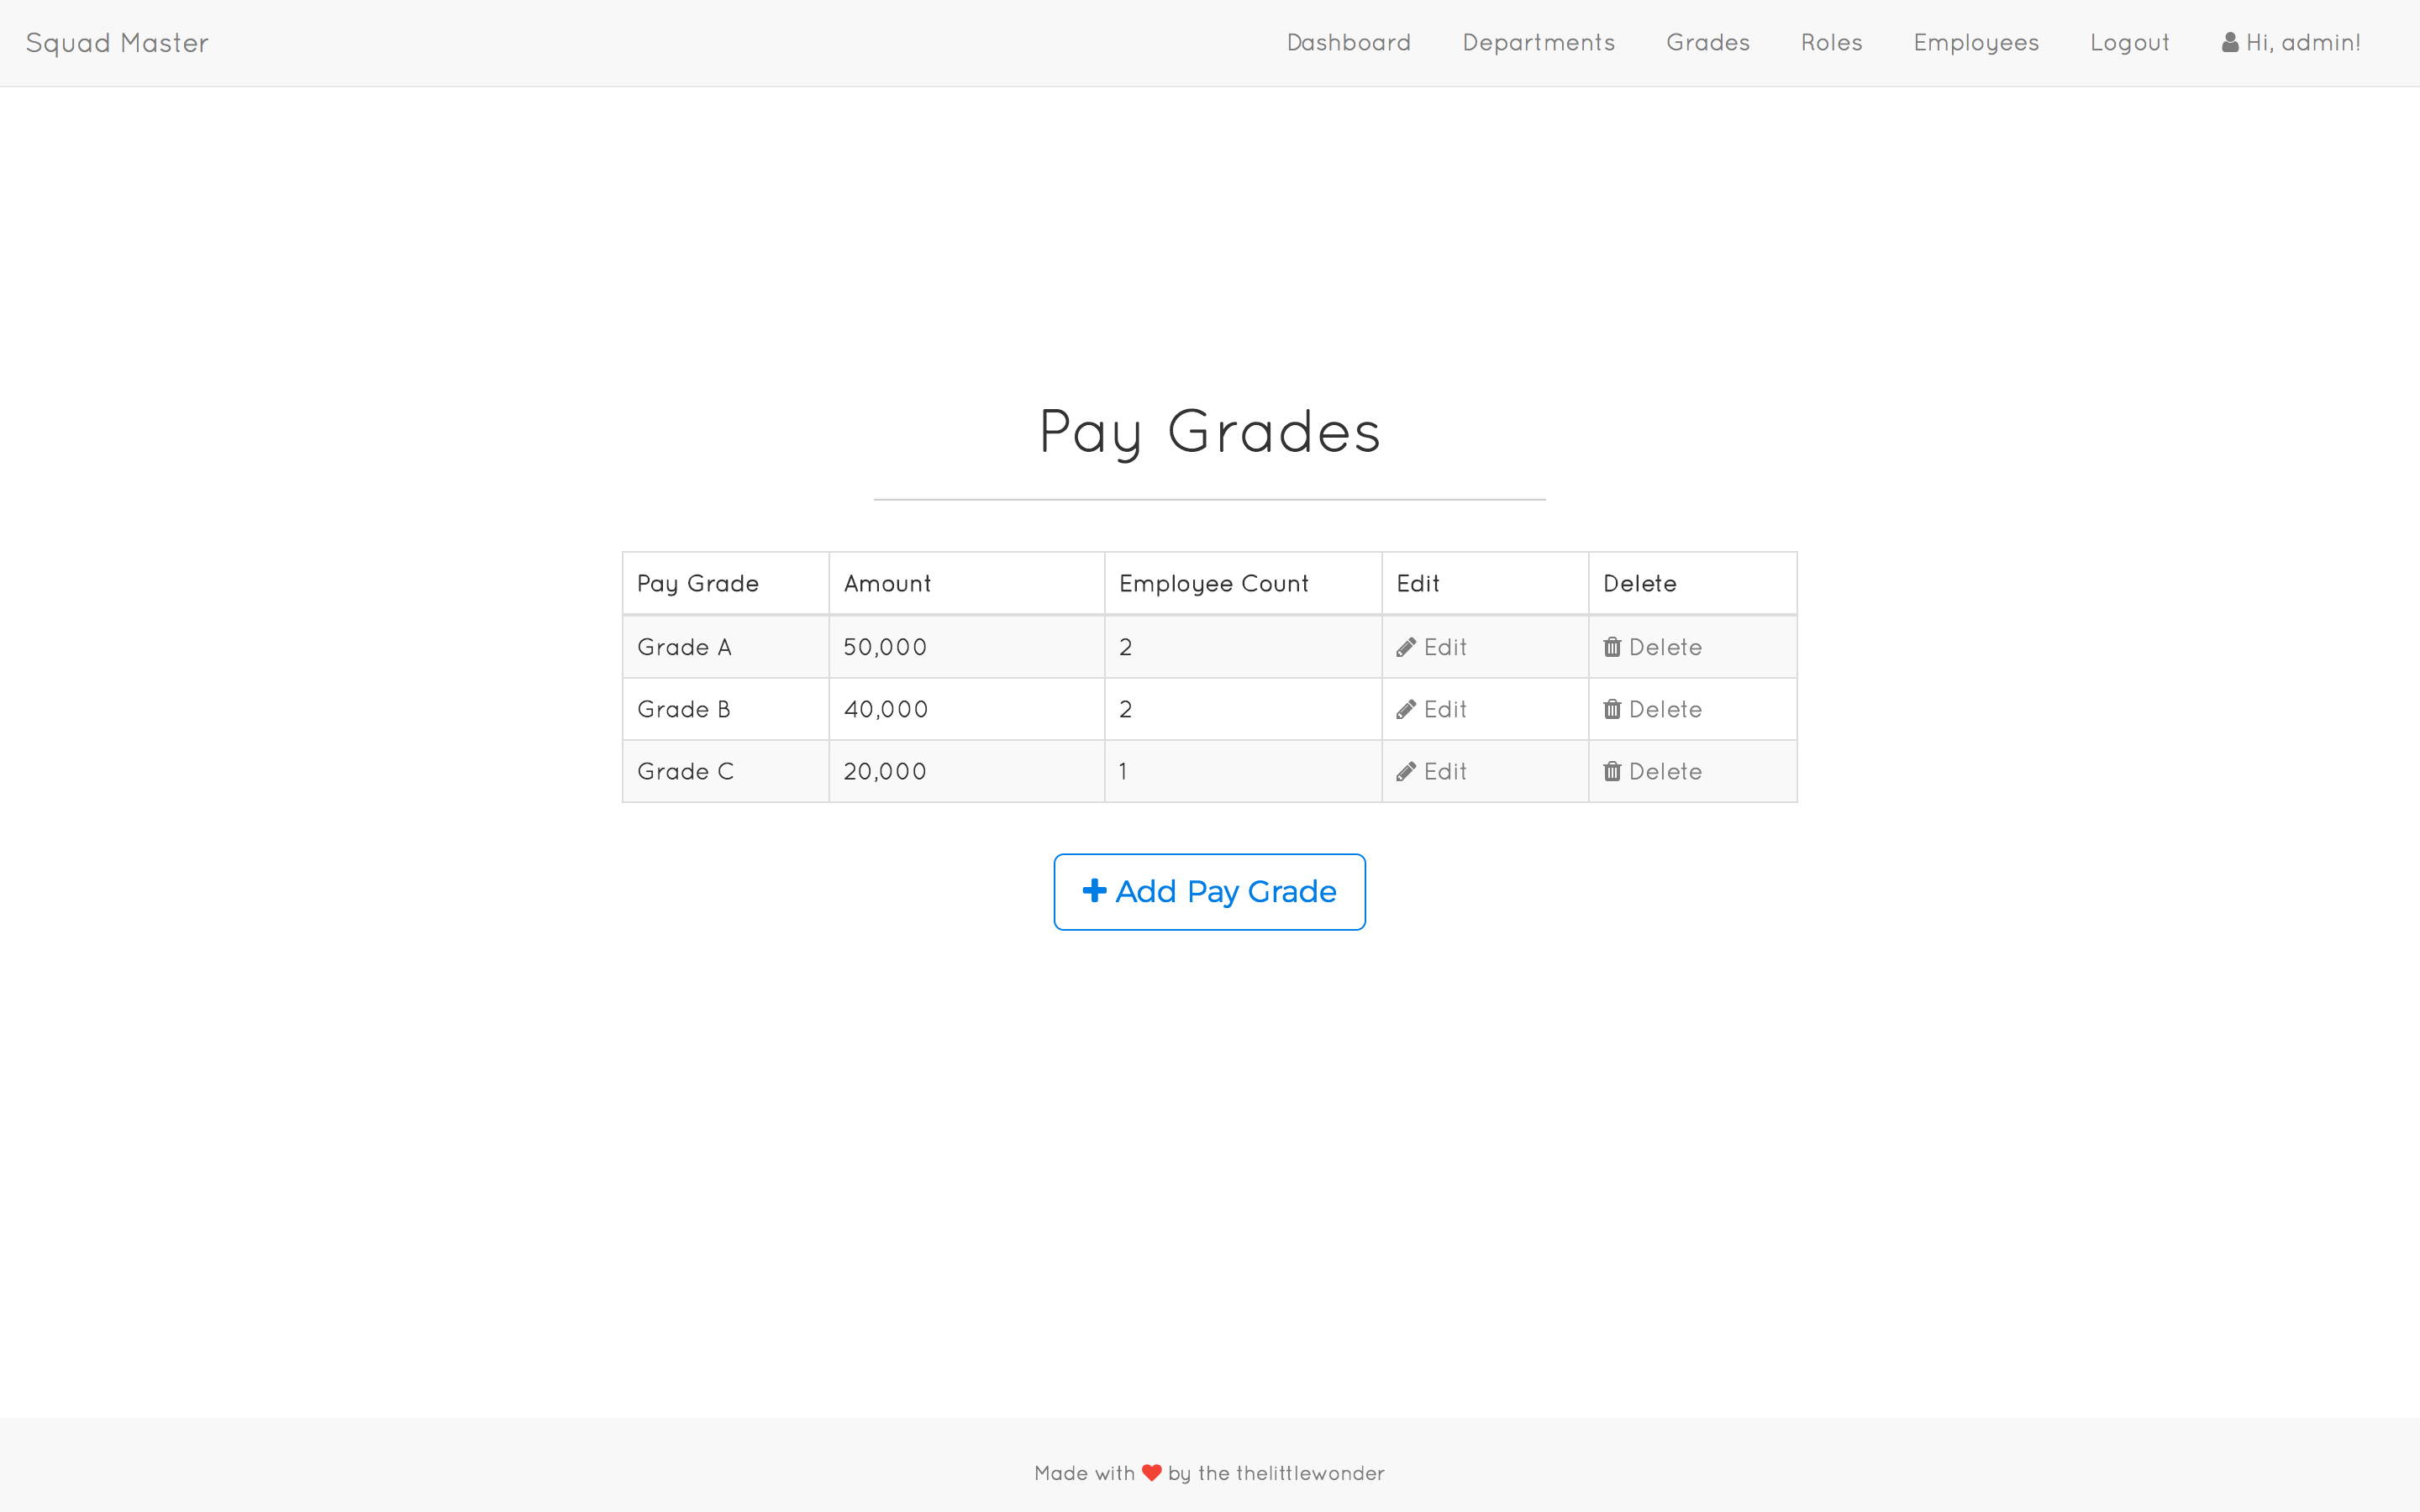 Squad Master Dashboard Departments Grades Roles Employees Logout Hi, admin!
Pay Grades
Pay Grade Amount Employee Count Edit Delete
Grade A 50,000 2 Edit Delete
Grade B 40,000 2 Edit Delete
Grade C 20,000 1 Edit Delete
Add Pay Grade
Made with ❤ by the thelittlewonder